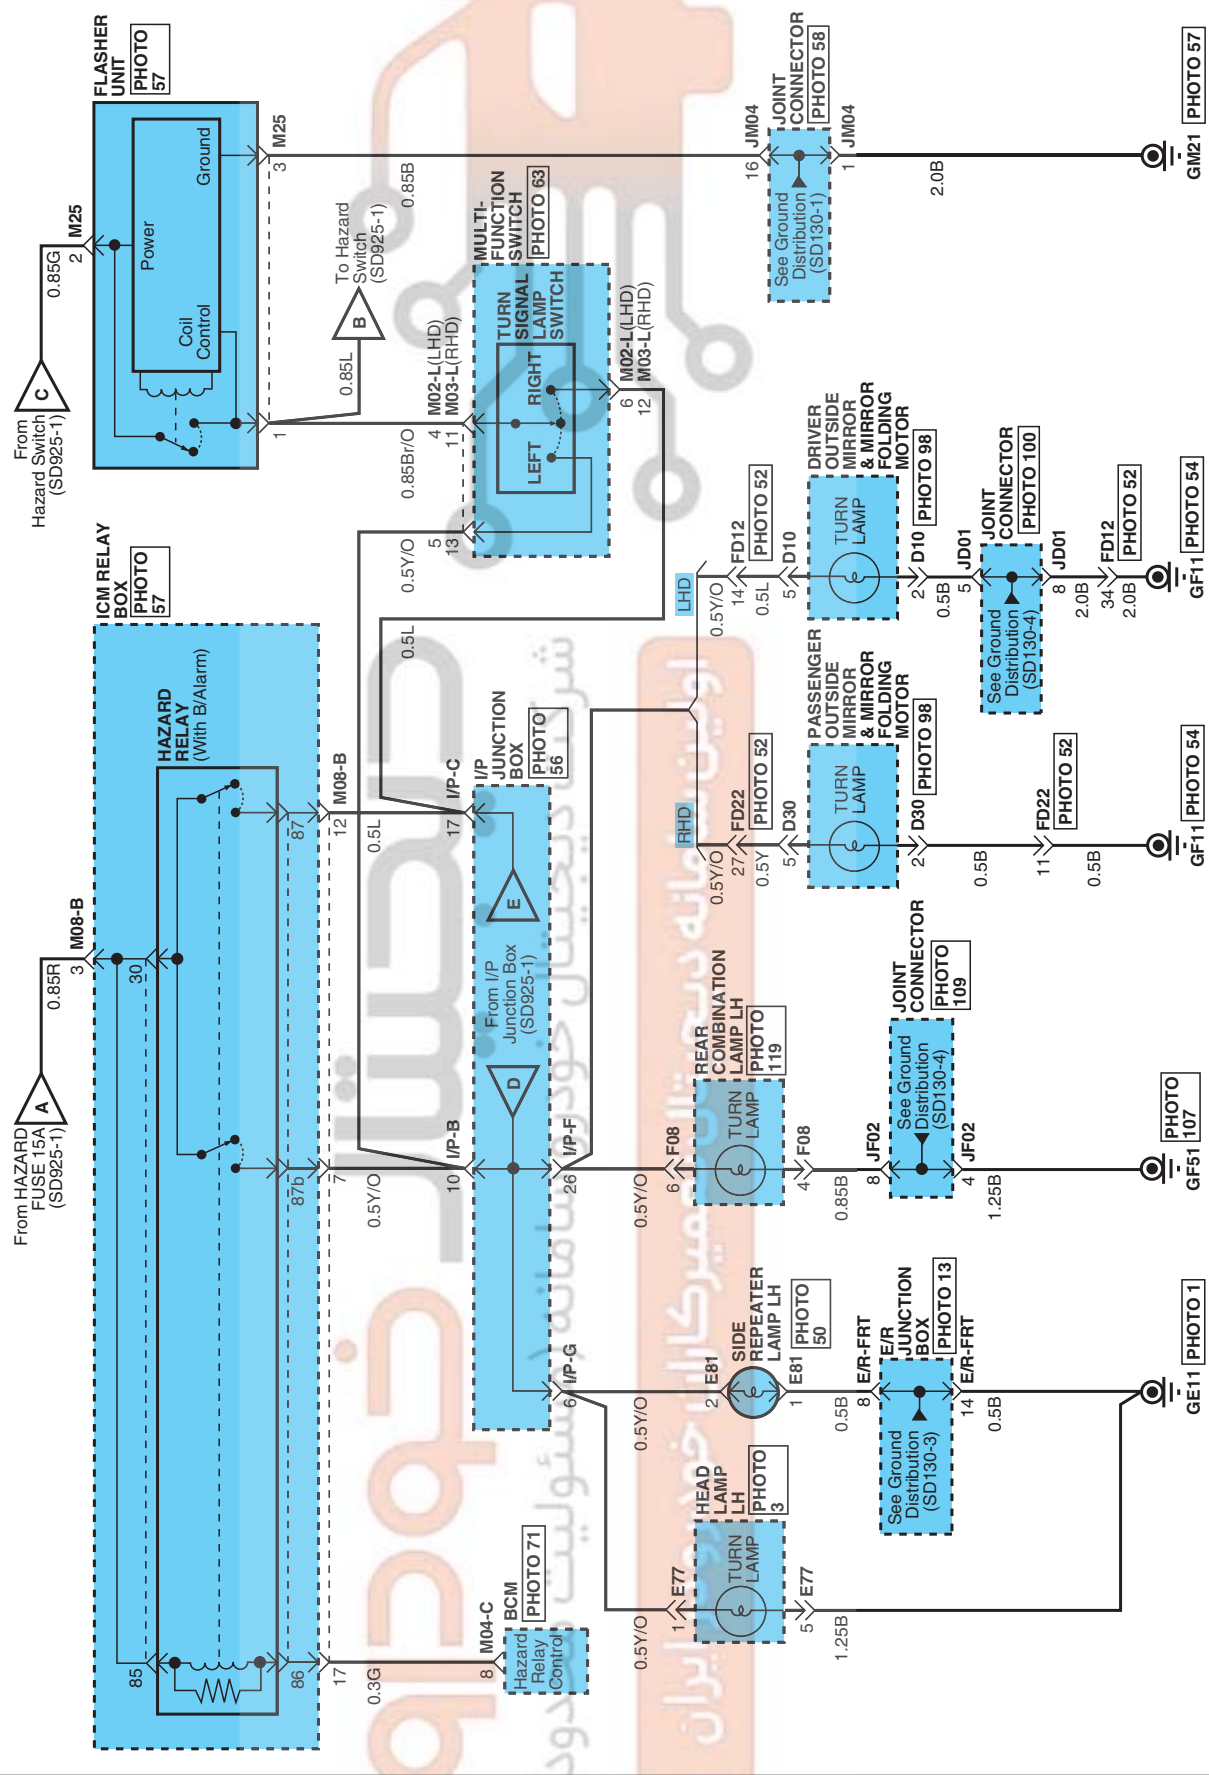 From HAZARD
FUSE 15A
(SD925-1)
A
0.85R
3
M08-B
ICM RELAY
BOX
PHOTO
57
HAZARD
RELAY
(With B/Alarm)
30
85
86
87b
87
17
7
12
M08-B
0.3G
0.5Y/O
0.5L
From
Hazard Switch
(SD925-1)
C
0.85G
2
M25
FLASHER
UNIT
PHOTO
57
Power
Ground
Coil
Control
1
3
M25
0.85B
0.85L
B
To Hazard
Switch
(SD925-1)
0.85Br/O
4
11
M02-L(LHD)
M03-L(RHD)
0.5Y/O
5
13
MULTI-
FUNCTION
SWITCH
PHOTO 63
TURN
SIGNAL
LAMP
SWITCH
LEFT
RIGHT
6
12
M02-L(LHD)
M03-L(RHD)
0.5L
8
M04-C
Hazard
Relay
Control
BCM
PHOTO 71
10
I/P-B
17
I/P-C
I/P
JUNCTION
BOX
PHOTO
56
D
From I/P
Junction Box
(SD925-1)
E
6
I/P-G
26
I/P-F
0.5Y/O
1
E77
HEAD
LAMP
LH
PHOTO
3
TURN
LAMP
5
E77
1.25B
0.5Y/O
2
E81
SIDE
REPEATER
LAMP LH
PHOTO
50
1
E81
0.5B
8
E/R-FRT
E/R
JUNCTION
BOX
PHOTO 13
See Ground
Distribution
(SD130-3)
14
E/R-FRT
0.5B
GE11
PHOTO 1
0.5Y/O
6
F08
REAR
COMBINATION
LAMP LH
PHOTO
119
TURN
LAMP
4
F08
0.85B
8
JF02
JOINT
CONNECTOR
PHOTO
109
See Ground
Distribution
(SD130-4)
4
JF02
1.25B
GF51
PHOTO
107
RHD
0.5Y/O
27
FD22
PHOTO 52
0.5Y
5
D30
PASSENGER
OUTSIDE
MIRROR
& MIRROR
FOLDING
MOTOR
PHOTO 98
TURN
LAMP
2
D30
0.5B
11
FD22
PHOTO 52
0.5B
GF11
PHOTO 54
LHD
0.5Y/O
14
FD12
PHOTO 52
0.5L
5
D10
DRIVER
OUTSIDE
MIRROR
& MIRROR
FOLDING
MOTOR
PHOTO 98
TURN
LAMP
2
D10
0.5B
5
JD01
JOINT
CONNECTOR
PHOTO 100
See Ground
Distribution
(SD130-4)
8
JD01
2.0B
34
FD12
PHOTO 52
2.0B
GF11
PHOTO 54
16
JM04
JOINT
CONNECTOR
PHOTO 58
See Ground
Distribution
(SD130-1)
1
JM04
2.0B
GM21
PHOTO 57